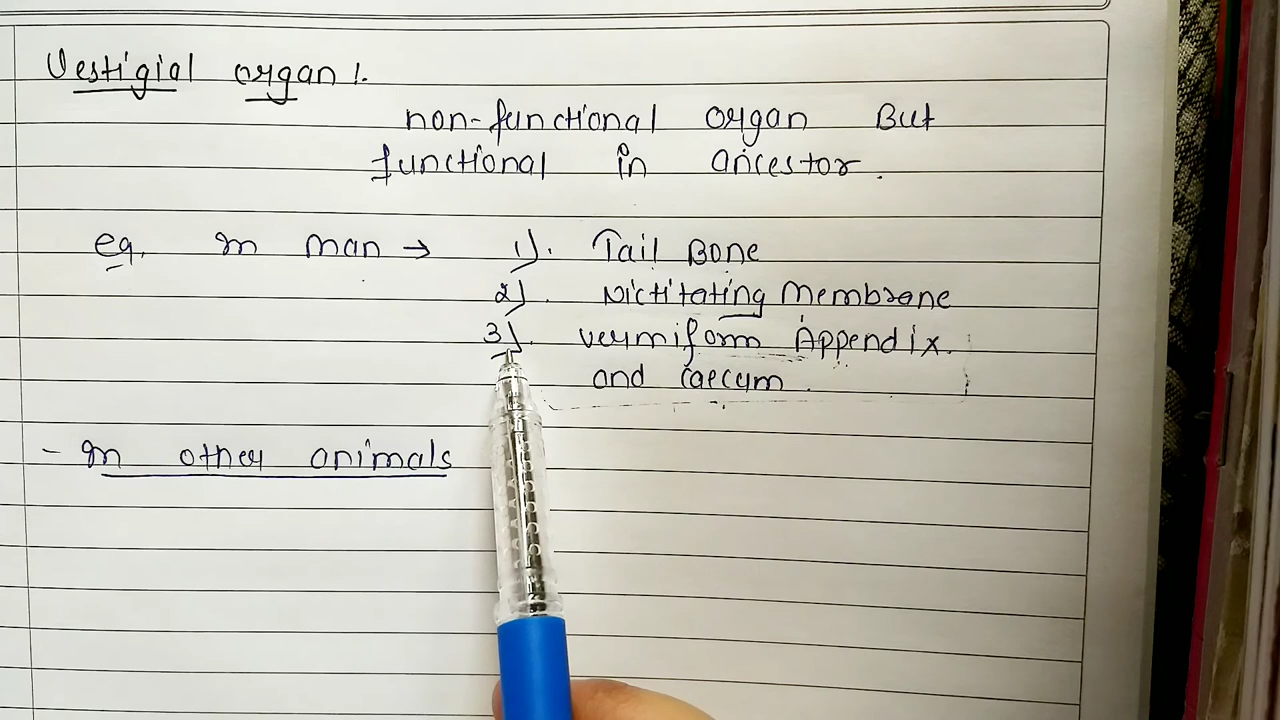 Vestigial organ :-
non-functional organ But
functional in ancestor.
eg. In man → 1). Tail Bone
2). Nictitating Membrane
3). vermiform Appendix.
and caecum.
- In other animals